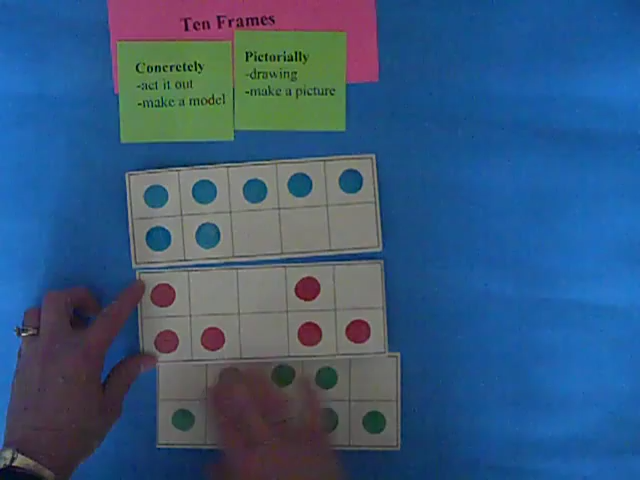 Ten Frames
Concretely
-act it out
-make a model
Pictorially
-drawing
-make a picture